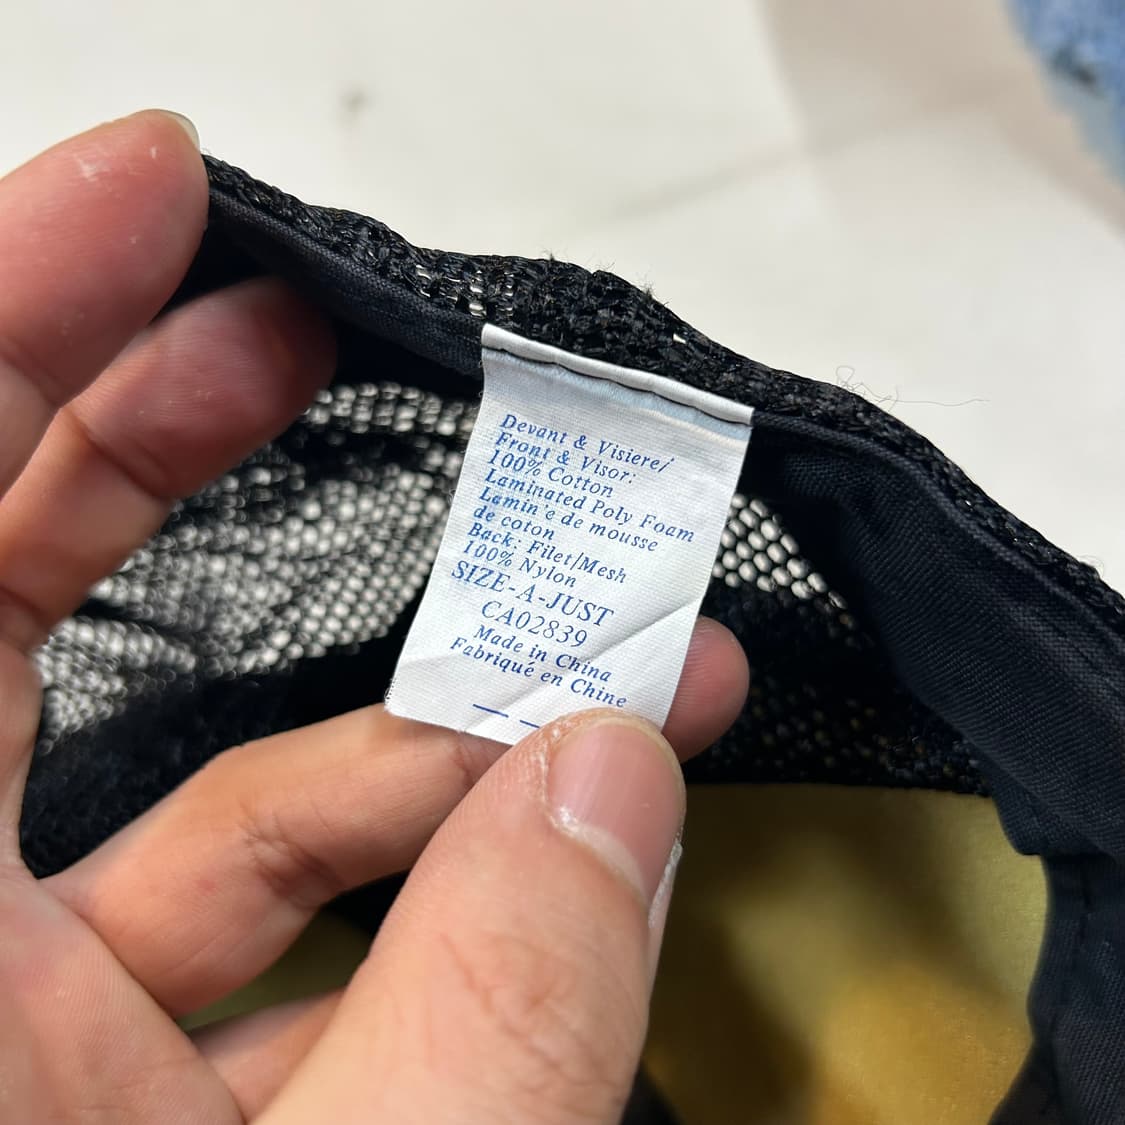 Devant & Visiere/
Front & Visor:
100% Cotton
Laminated Poly Foam
Lamin'e de mousse
de coton
Back: Filet/Mesh
100% Nylon
SIZE-A-JUST
CA02839
Made in China
Fabriqué en Chine